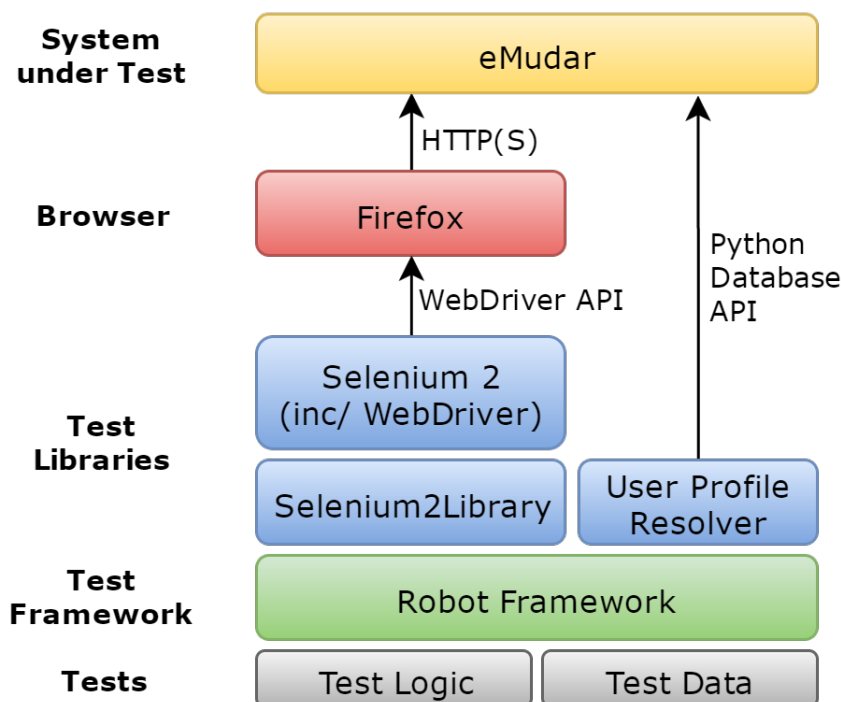 System
under Test
eMudar
HTTP(S)
Browser
Firefox
Python
Database
API
WebDriver API
Test
Libraries
Selenium 2
(inc/ WebDriver)
Selenium2Library
User Profile
Resolver
Test
Framework
Robot Framework
Tests
Test Logic
Test Data